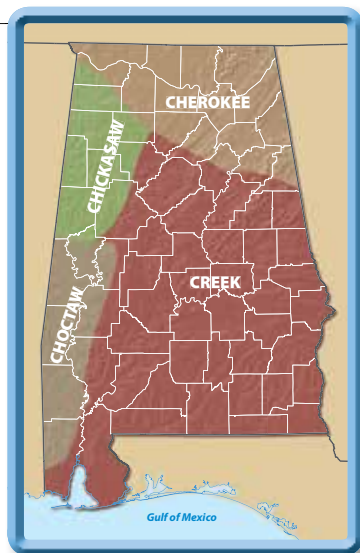 CHEROKEE
CHICKASAW
CREEK
CHOCTAW
Gulf of Mexico